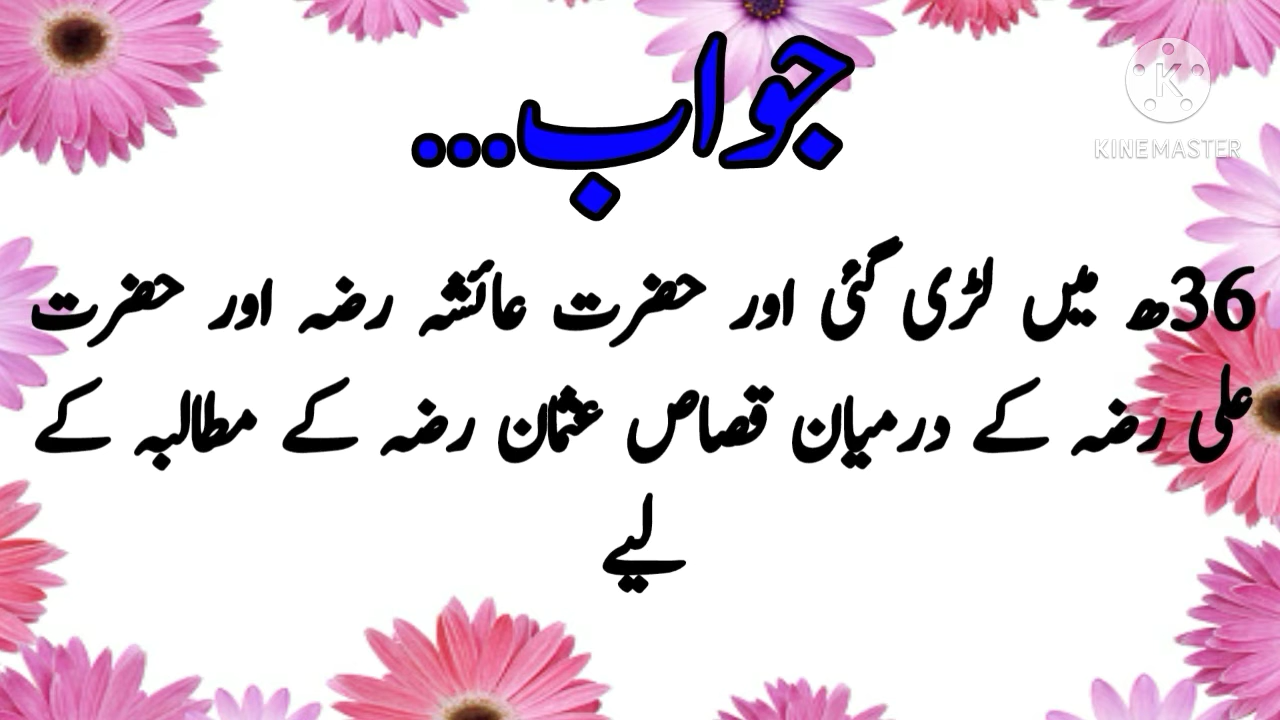 جواب...
KINEMASTER
36ھ میں لڑی گئی اور حضرت عائشہ رضہ اور حضرت
علی رضہ کے درمیان قصاص عثمان رضہ کے مطالبہ کے
لیے